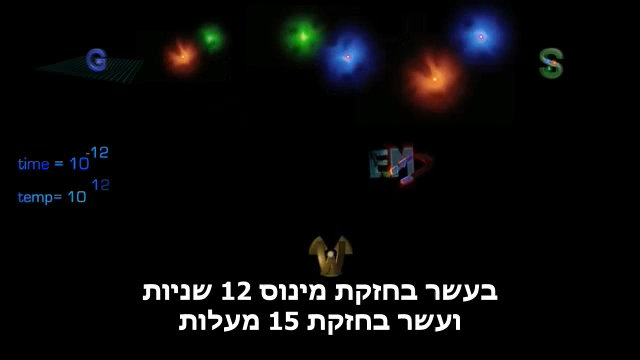 G
S
time = 10-12
EM
temp= 10 12
בעשר בחזקת מינוס 12 שניות
ועשר בחזקת 15 מעלות